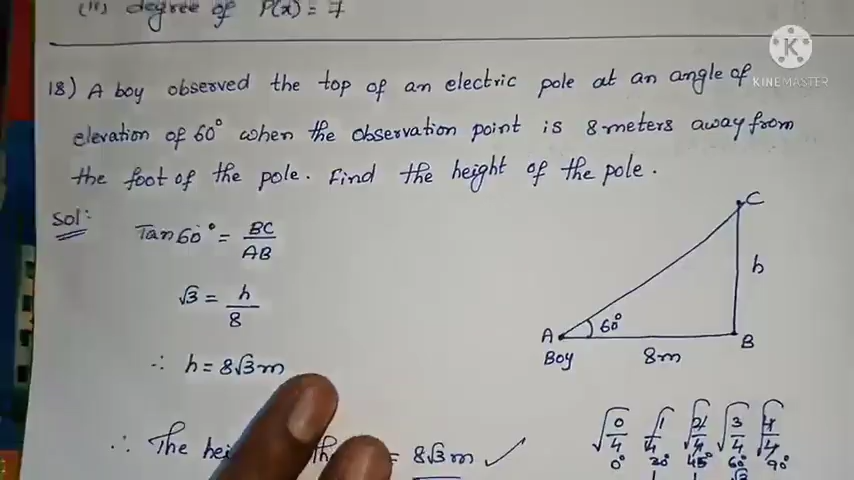 (ii) degree of P(x) = 7
KINEMASTER
18) A boy observed the top of an electric pole at an angle of
elevation of 60° when the observation point is 8 meters away from
the foot of the pole. Find the height of the pole.
Sol:
Tan 60° = BC/AB
√3 = h/8
∴ h = 8√3 m
∴ The = 8√3 m ✓
C
h
A 60° B
Boy 8m
√0/4 √1/4 √2/4 √3/4 √4/4
0° 30° 45° 60° 90°